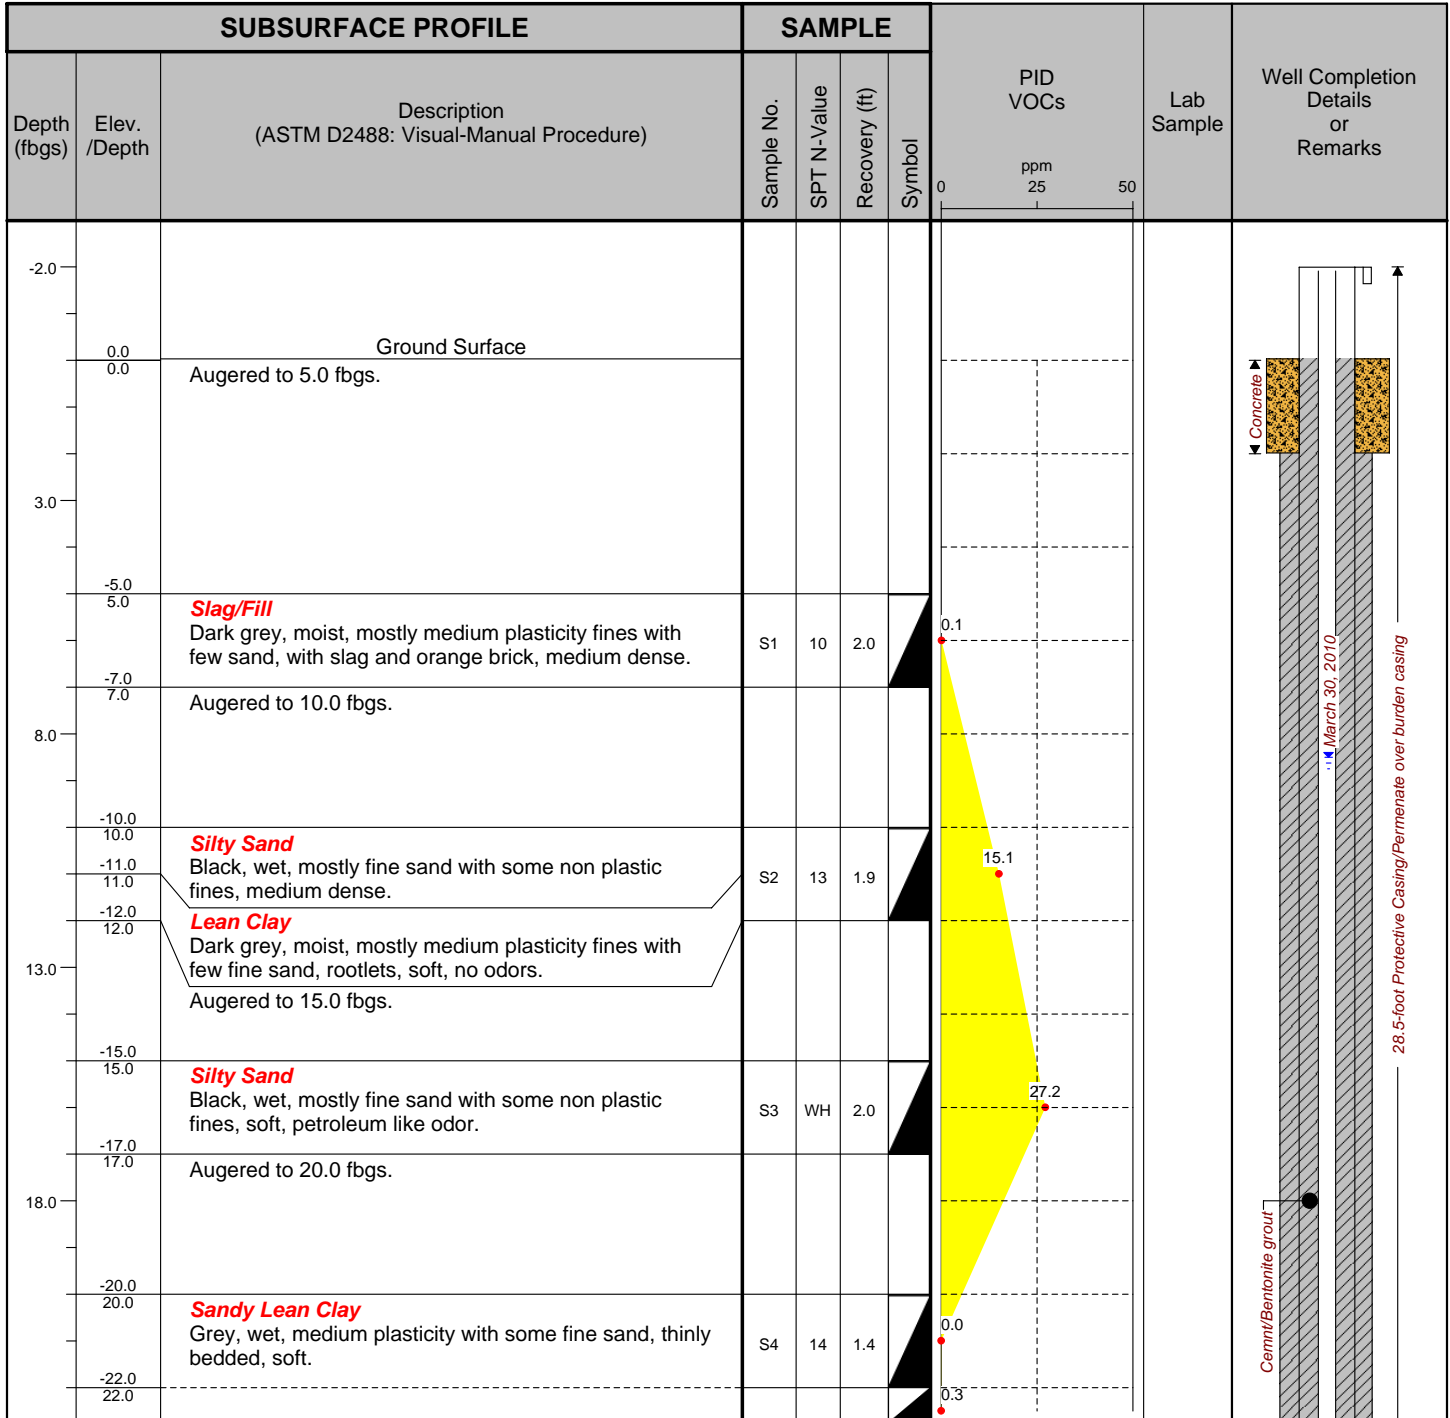 SUBSURFACE PROFILE
SAMPLE
Depth
(fbgs)
Elev.
/Depth
Description
(ASTM D2488: Visual-Manual Procedure)
Sample No.
SPT N-Value
Recovery (ft)
Symbol
PID
VOCs
ppm
0 25 50
Lab
Sample
Well Completion
Details
or
Remarks
-2.0
0.0
0.0
Ground Surface
Augered to 5.0 fbgs.
Concrete
3.0
-5.0
5.0
Slag/Fill
Dark grey, moist, mostly medium plasticity fines with
few sand, with slag and orange brick, medium dense.
S1 10 2.0
0.1
-7.0
7.0
Augered to 10.0 fbgs.
8.0
March 30, 2010
28.5-foot Protective Casing/Permenate over burden casing
-10.0
10.0
Silty Sand
Black, wet, mostly fine sand with some non plastic
fines, medium dense.
-11.0
11.0
S2 13 1.9
15.1
-12.0
12.0
Lean Clay
Dark grey, moist, mostly medium plasticity fines with
few fine sand, rootlets, soft, no odors.
13.0
Augered to 15.0 fbgs.
-15.0
15.0
Silty Sand
Black, wet, mostly fine sand with some non plastic
fines, soft, petroleum like odor.
S3 WH 2.0
27.2
-17.0
17.0
Augered to 20.0 fbgs.
18.0
Cemnt/Bentonite grout
-20.0
20.0
Sandy Lean Clay
Grey, wet, medium plasticity with some fine sand, thinly
bedded, soft.
S4 14 1.4
0.0
-22.0
22.0
0.3